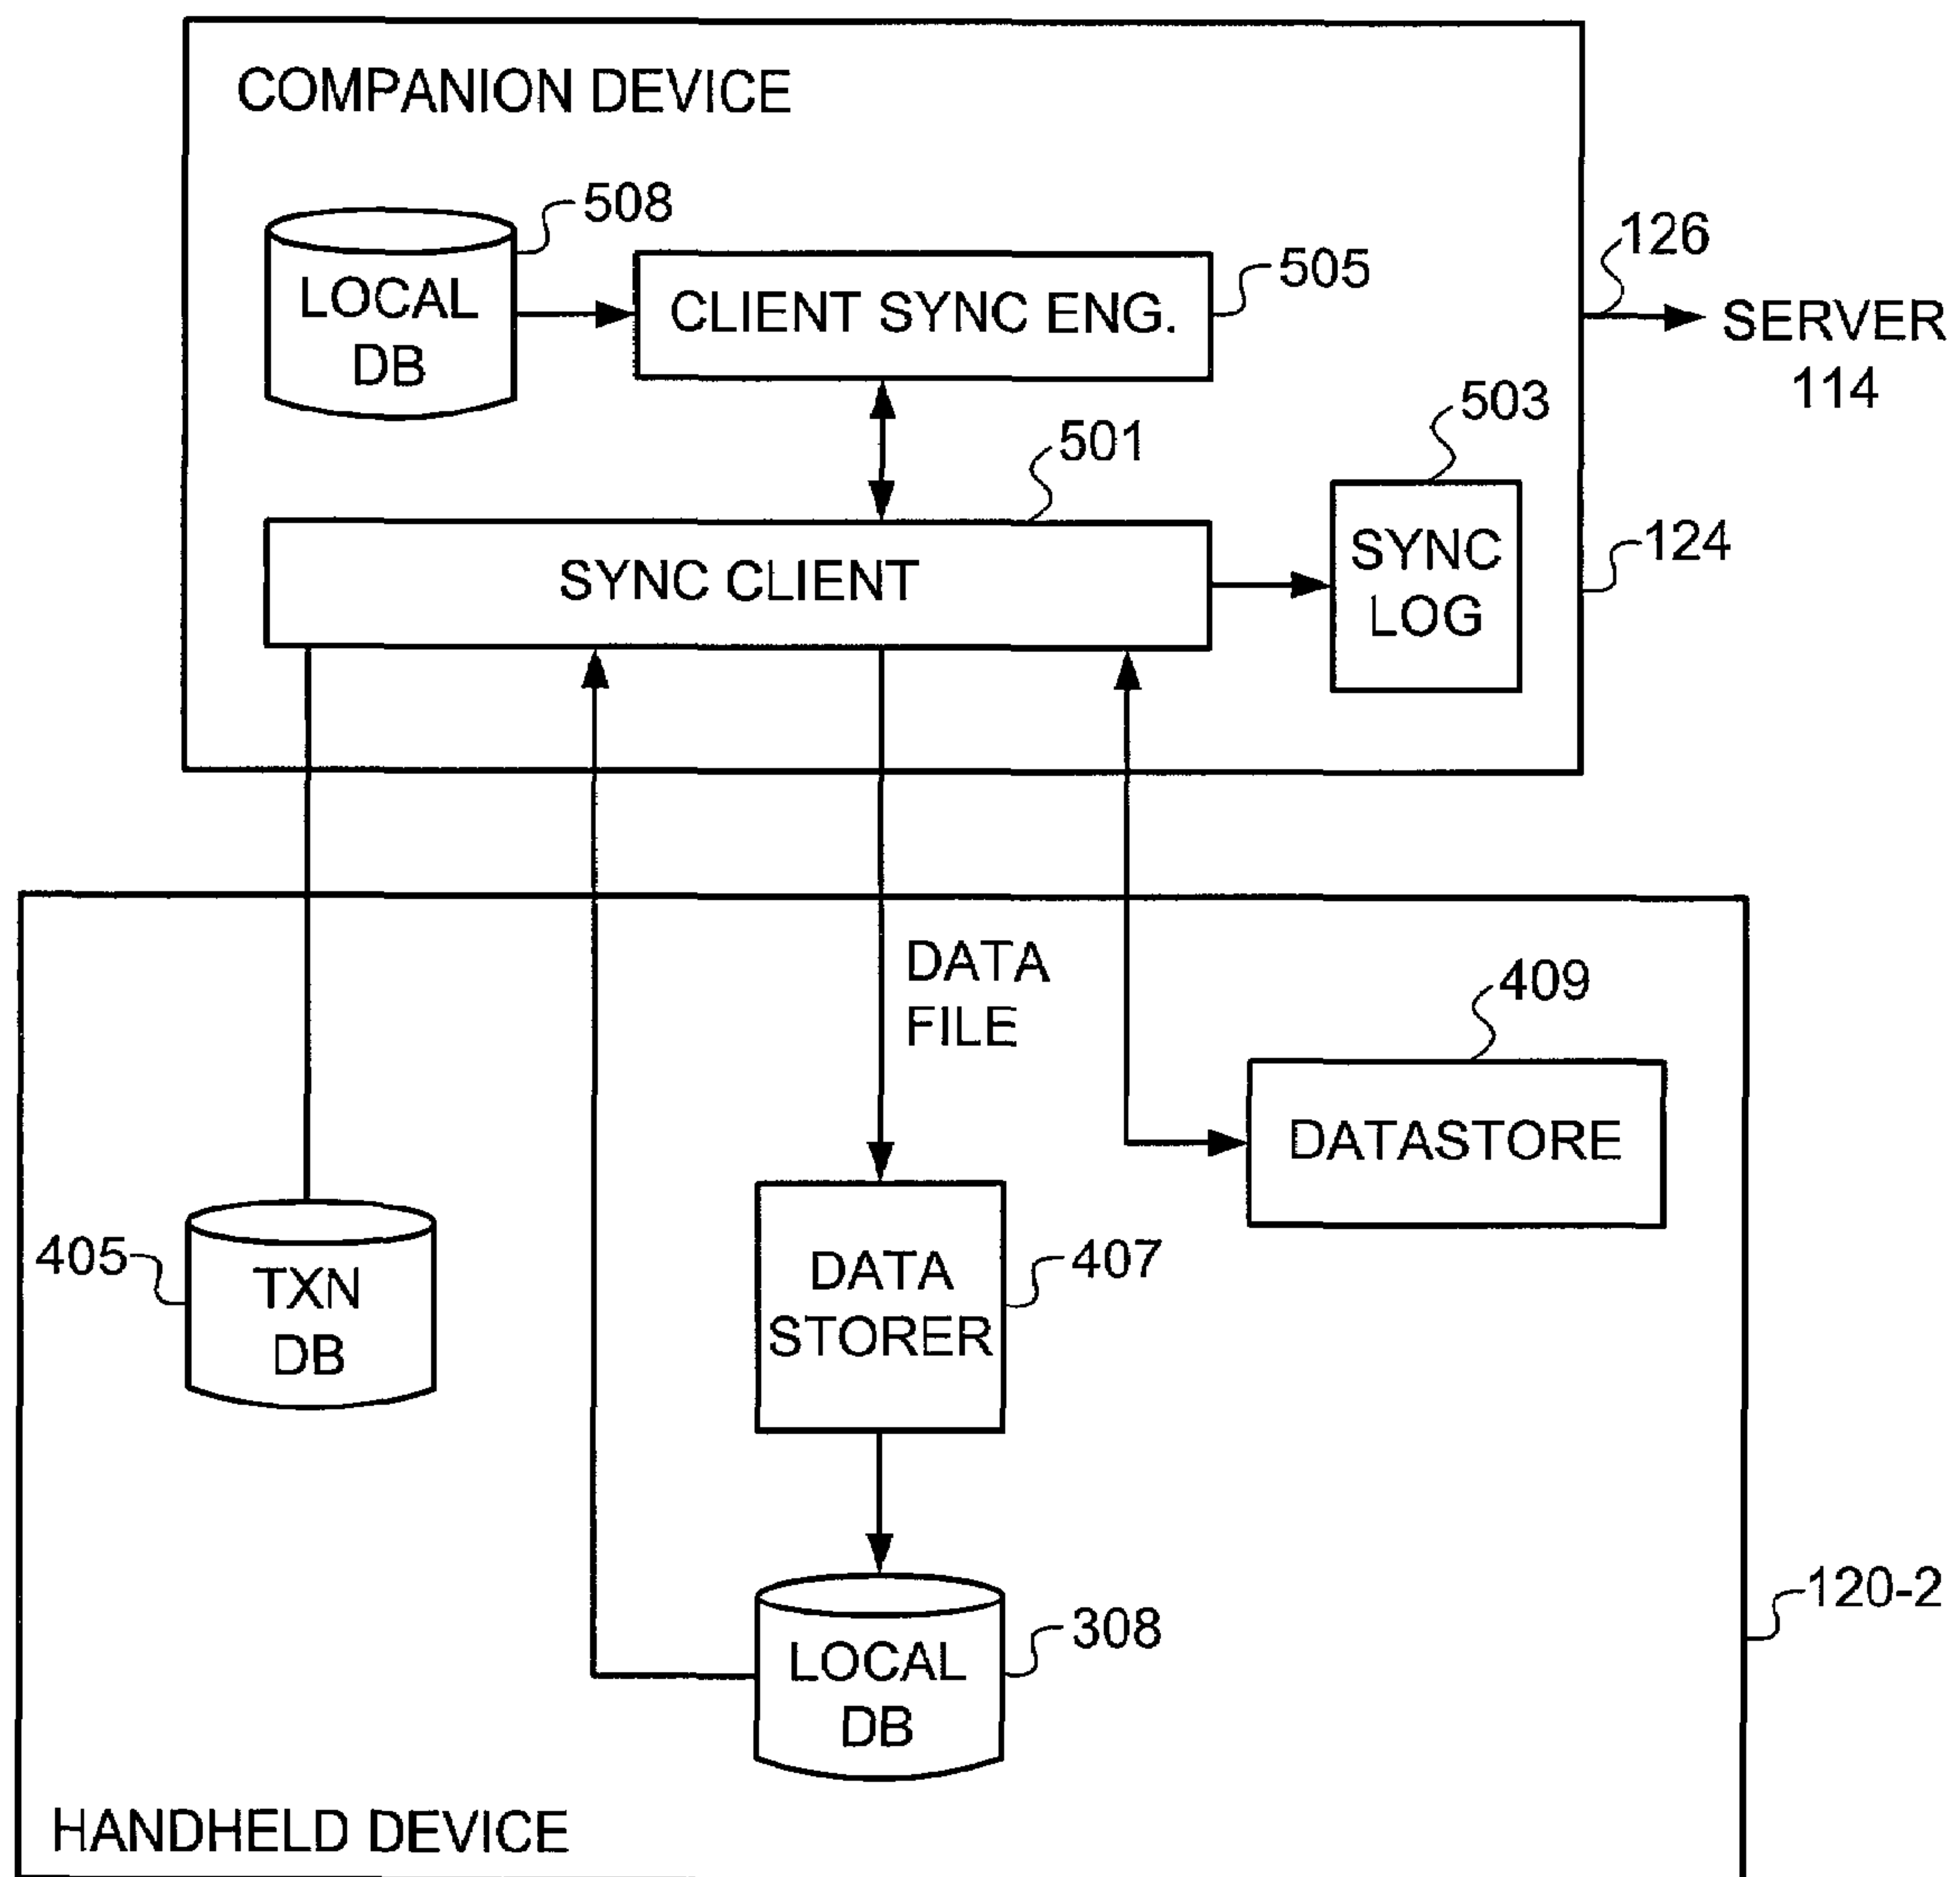 COMPANION DEVICE
508
LOCAL
DB
CLIENT SYNC ENG.
505
126
SERVER
114
501
503
SYNC CLIENT
SYNC
LOG
124
DATA
FILE
409
DATASTORE
405
TXN
DB
DATA
STORER
407
120-2
308
LOCAL
DB
HANDHELD DEVICE